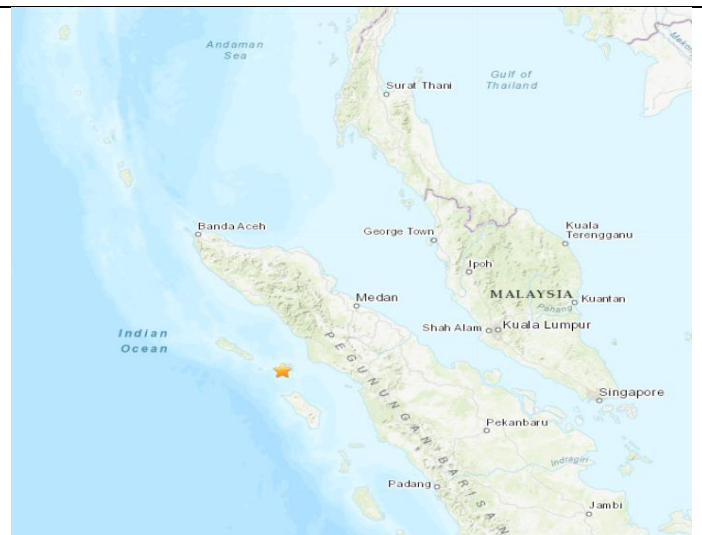 Andaman
Sea
Gulf of
Thailand
Mekong
Surat Thani
Banda Aceh
George Town
Kuala
Terengganu
Ipoh
Medan
MALAYSIA
Kuantan
Pahang
Shah Alam
Kuala Lumpur
Indian
Ocean
PEGUNUNGAN BARISAN
Singapore
Pekanbaru
Indragiri
Padang
Jambi